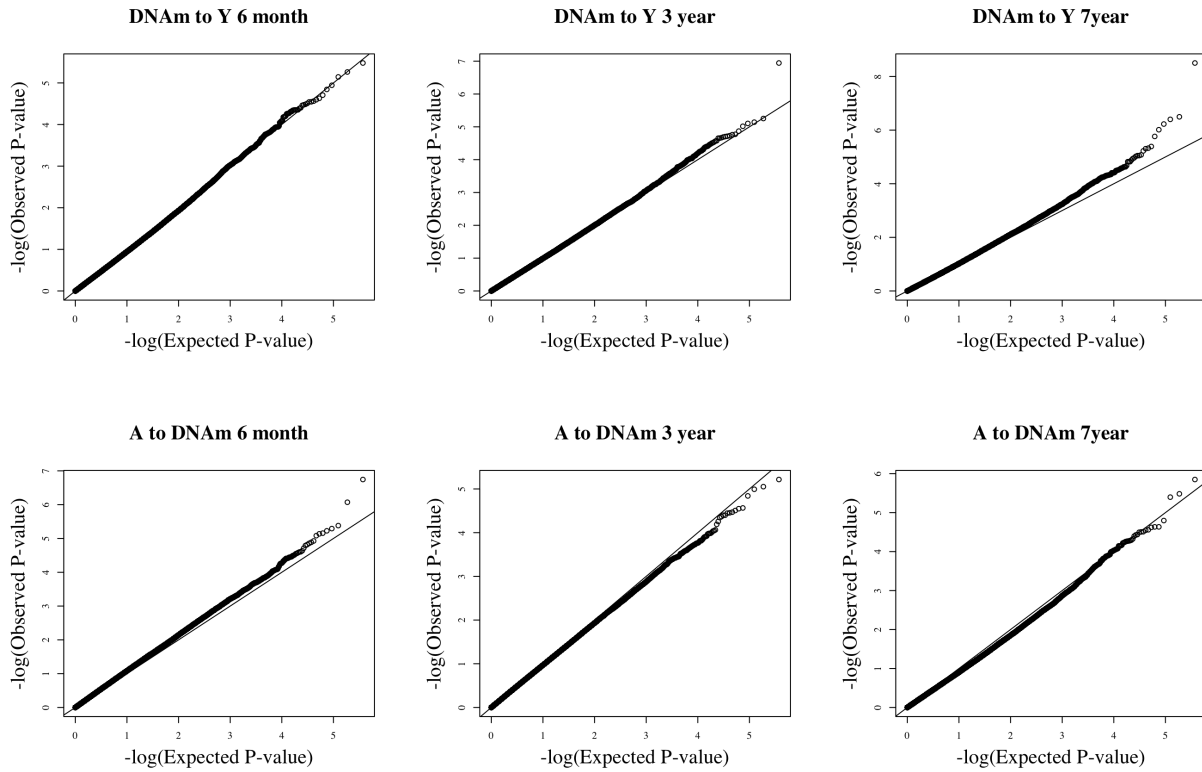 DNAm to Y 6 month
-log(Observed P-value)
5
4
3
2
1
0
0 1 2 3 4 5
-log(Expected P-value)
DNAm to Y 3 year
-log(Observed P-value)
7
6
5
4
3
2
1
0
0 1 2 3 4 5
-log(Expected P-value)
DNAm to Y 7year
-log(Observed P-value)
8
6
4
2
0
0 1 2 3 4 5
-log(Expected P-value)
A to DNAm 6 month
-log(Observed P-value)
7
6
5
4
3
2
1
0
0 1 2 3 4 5
-log(Expected P-value)
A to DNAm 3 year
-log(Observed P-value)
5
4
3
2
1
0
0 1 2 3 4 5
-log(Expected P-value)
A to DNAm 7year
-log(Observed P-value)
6
5
4
3
2
1
0
0 1 2 3 4 5
-log(Expected P-value)